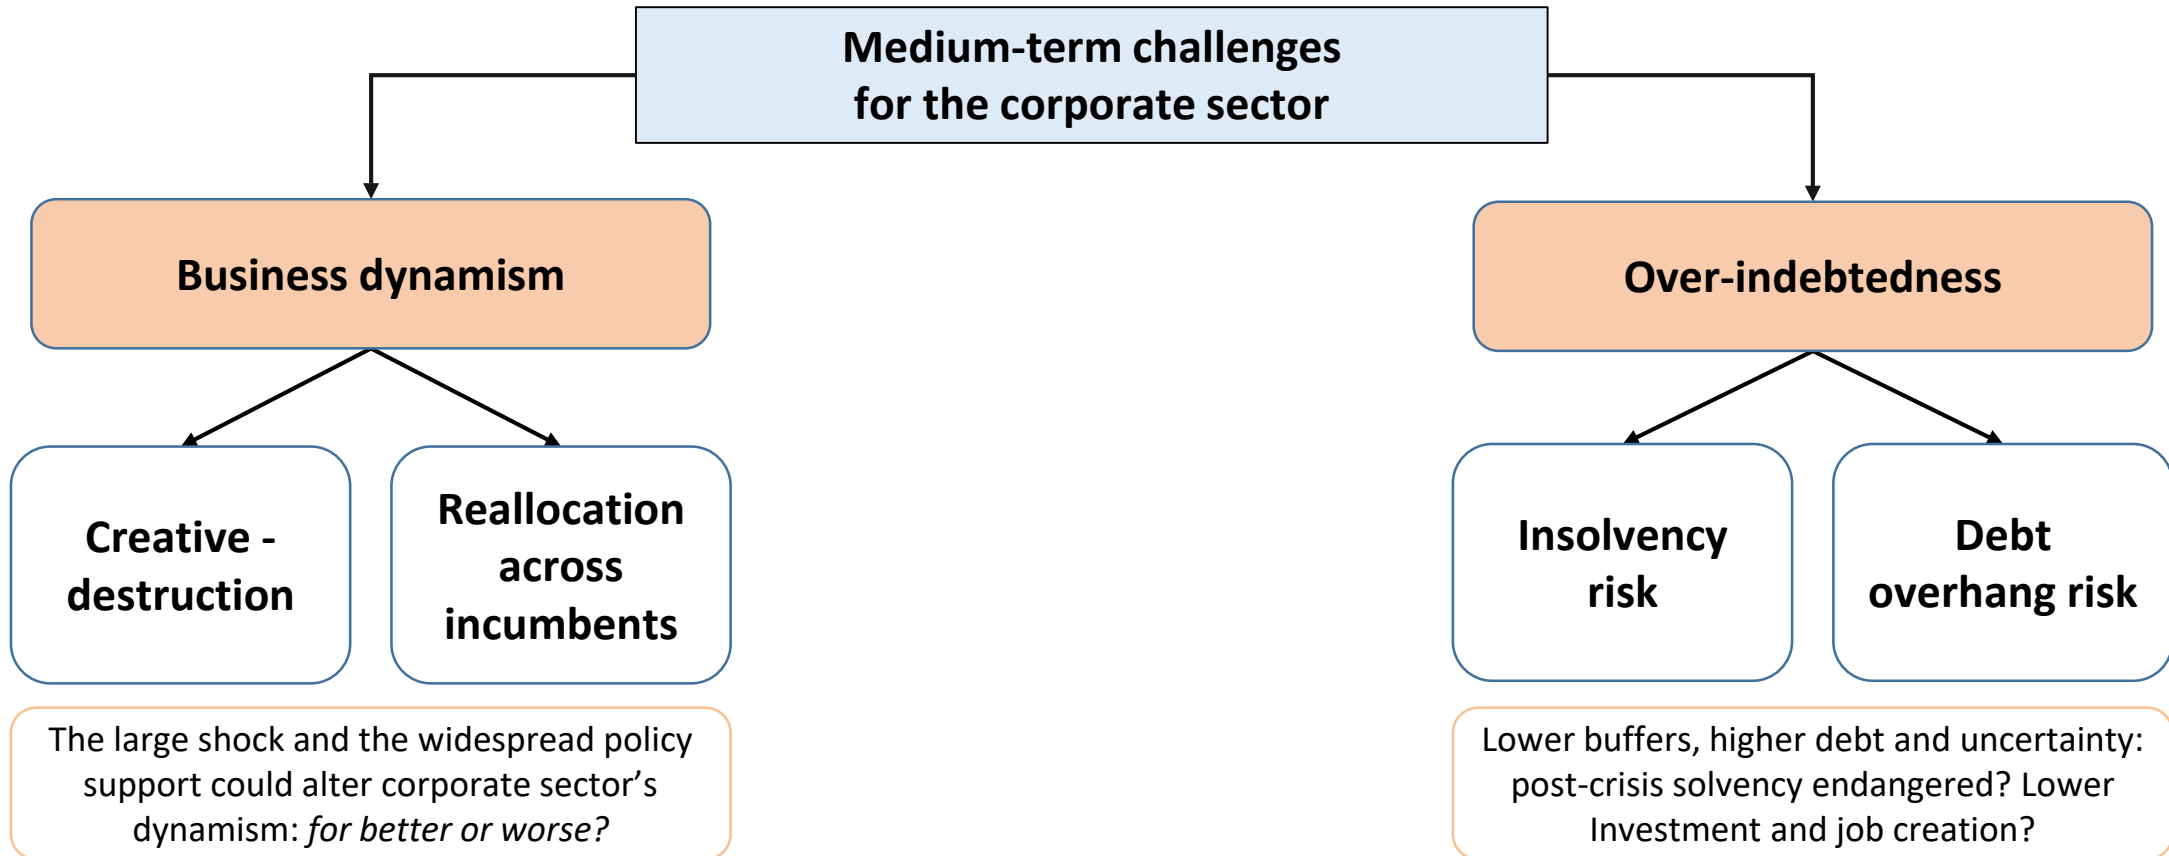 Medium-term challenges
for the corporate sector
Business dynamism
Over-indebtedness
Creative -
destruction
Reallocation
across
incumbents
Insolvency
risk
Debt
overhang risk
The large shock and the widespread policy
support could alter corporate sector’s
dynamism: for better or worse?
Lower buffers, higher debt and uncertainty:
post-crisis solvency endangered? Lower
Investment and job creation?